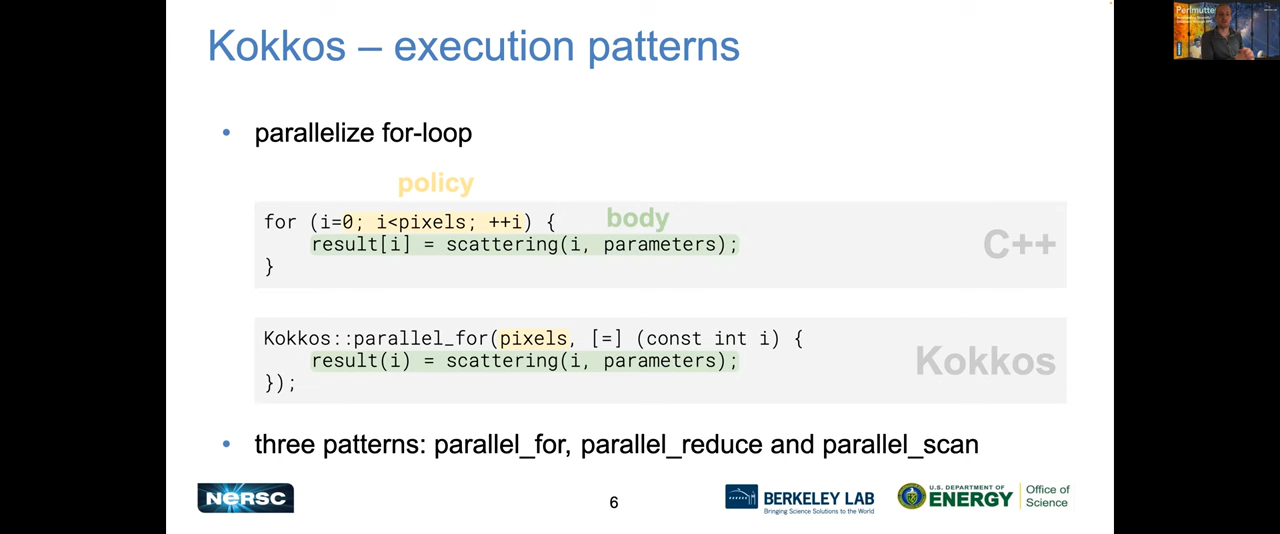 Kokkos – execution patterns
• parallelize for-loop
policy
for (i=0; i<pixels; ++i) {
body
result[i] = scattering(i, parameters);
}
C++
Kokkos::parallel_for(pixels, [=] (const int i) {
result(i) = scattering(i, parameters);
});
Kokkos
• three patterns: parallel_for, parallel_reduce and parallel_scan
NERSC
6
BERKELEY LAB
Bringing Science Solutions to the World
U.S. DEPARTMENT OF
ENERGY
Office of
Science
Perlmutte
NERSC